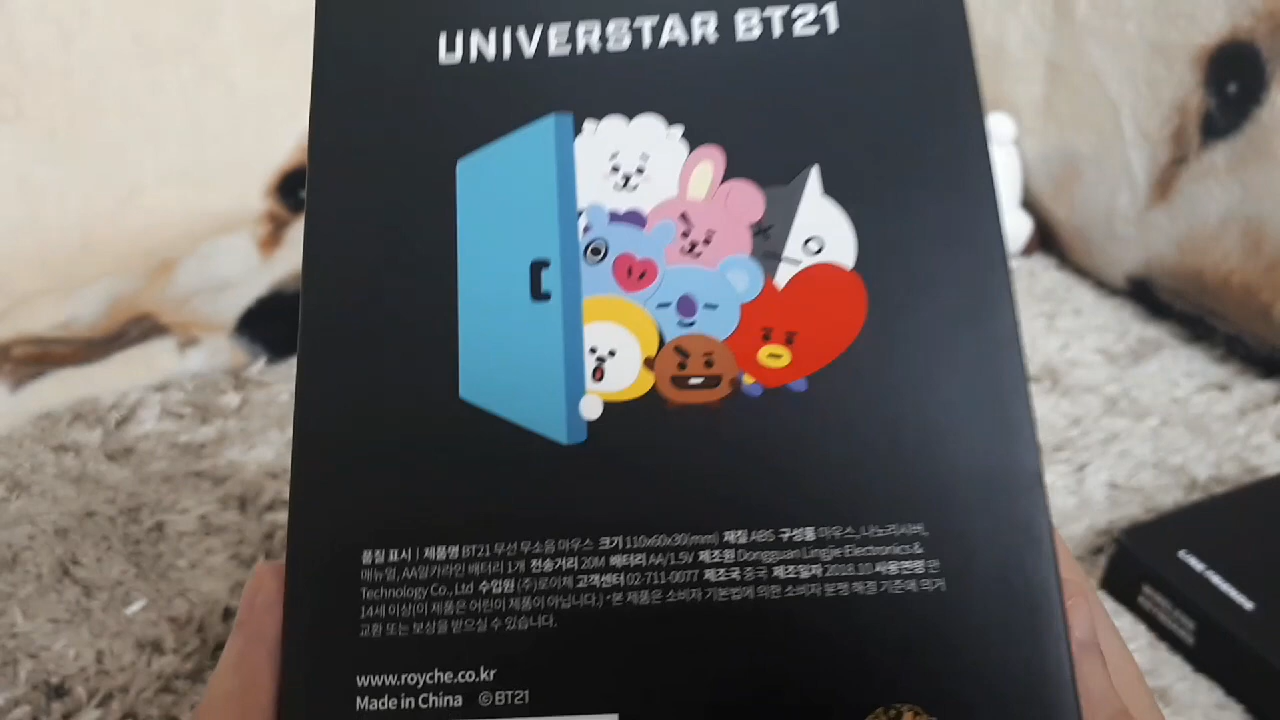 UNIVERSTAR BT21
품질 표시 | 제품명 BT21 무선 무소음 마우스 크기 110x60x30(mm) 재질 ABS 구성품 마우스, 나노리시버,
매뉴얼, AA알카라인 배터리 1개 전송거리 20M 배터리 AA/1.5V 제조원 Dongguan Lingjie Electronics &
Technology Co., Ltd 수입원 (주)로이체 고객센터 02-711-0077 제조국 중국 제조일자 2018.10 사용연령 만
14세 이상(이 제품은 어린이 제품이 아닙니다.) *본 제품은 소비자 기본법에 의한 소비자 분쟁 해결 기준에 의거
교환 또는 보상을 받으실 수 있습니다.
www.royche.co.kr
Made in China ©BT21